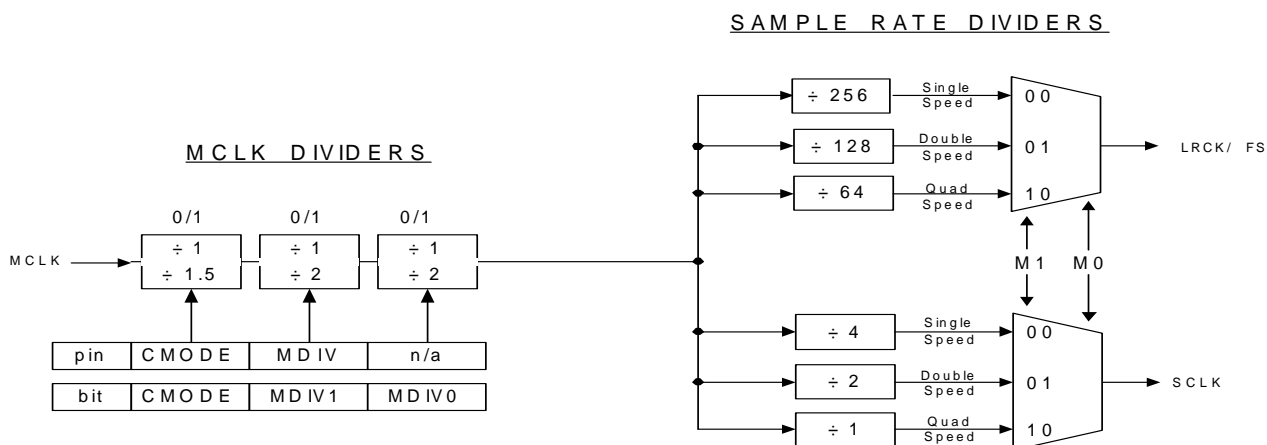 SAMPLE RATE DIVIDERS
÷ 256
Single
Speed
00
÷ 128
Double
Speed
01
LRCK/ FS
÷ 64
Quad
Speed
10
MCLK DIVIDERS
0/1
0/1
0/1
MCLK
÷ 1
÷ 1.5
÷ 1
÷ 2
÷ 1
÷ 2
M1
M0
pin CMODE MDIV n/a
bit CMODE MDIV1 MDIV0
÷ 4
Single
Speed
00
÷ 2
Double
Speed
01
SCLK
÷ 1
Quad
Speed
10